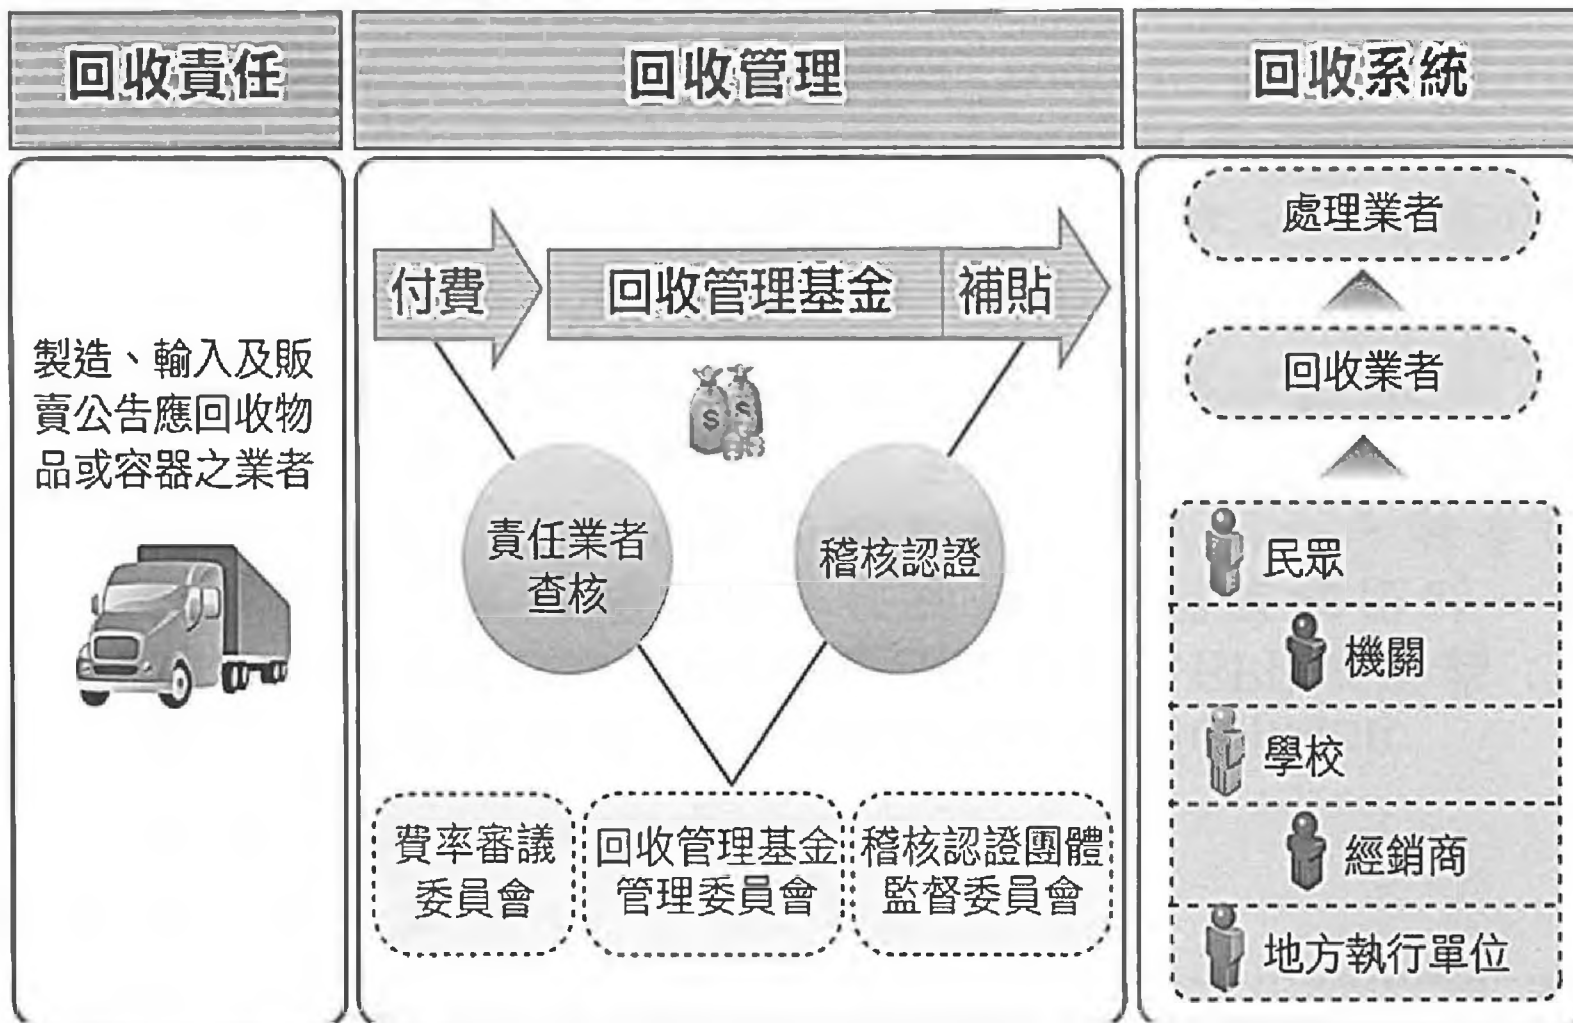 回收責任
回收管理
回收系統
製造、輸入及販
賣公告應回收物
品或容器之業者
付費
回收管理基金
補貼
$
$
責任業者
查核
稽核認證
費率審議
委員會
回收管理基金
管理委員會
稽核認證團體
監督委員會
處理業者
回收業者
民眾
機關
學校
經銷商
地方執行單位